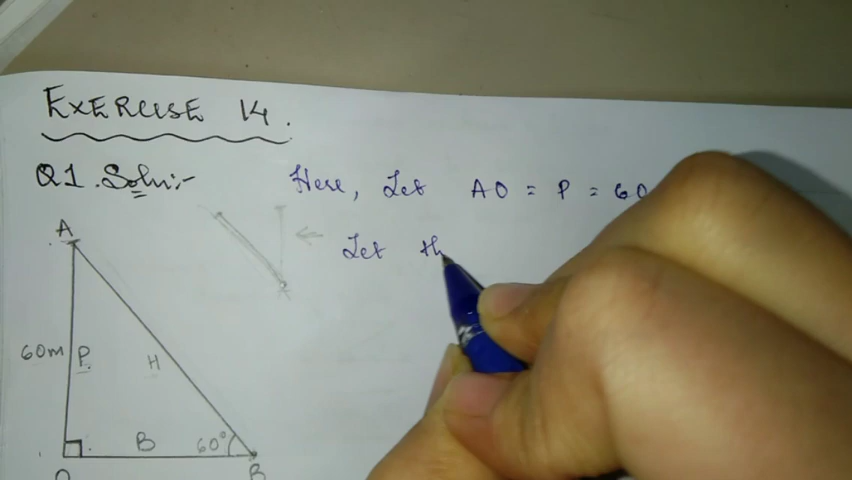 EXERCISE 14.
Q1. Soln:-
Here, Let AO = P = 60
Let th
A
60m P. H
B 60°
O B